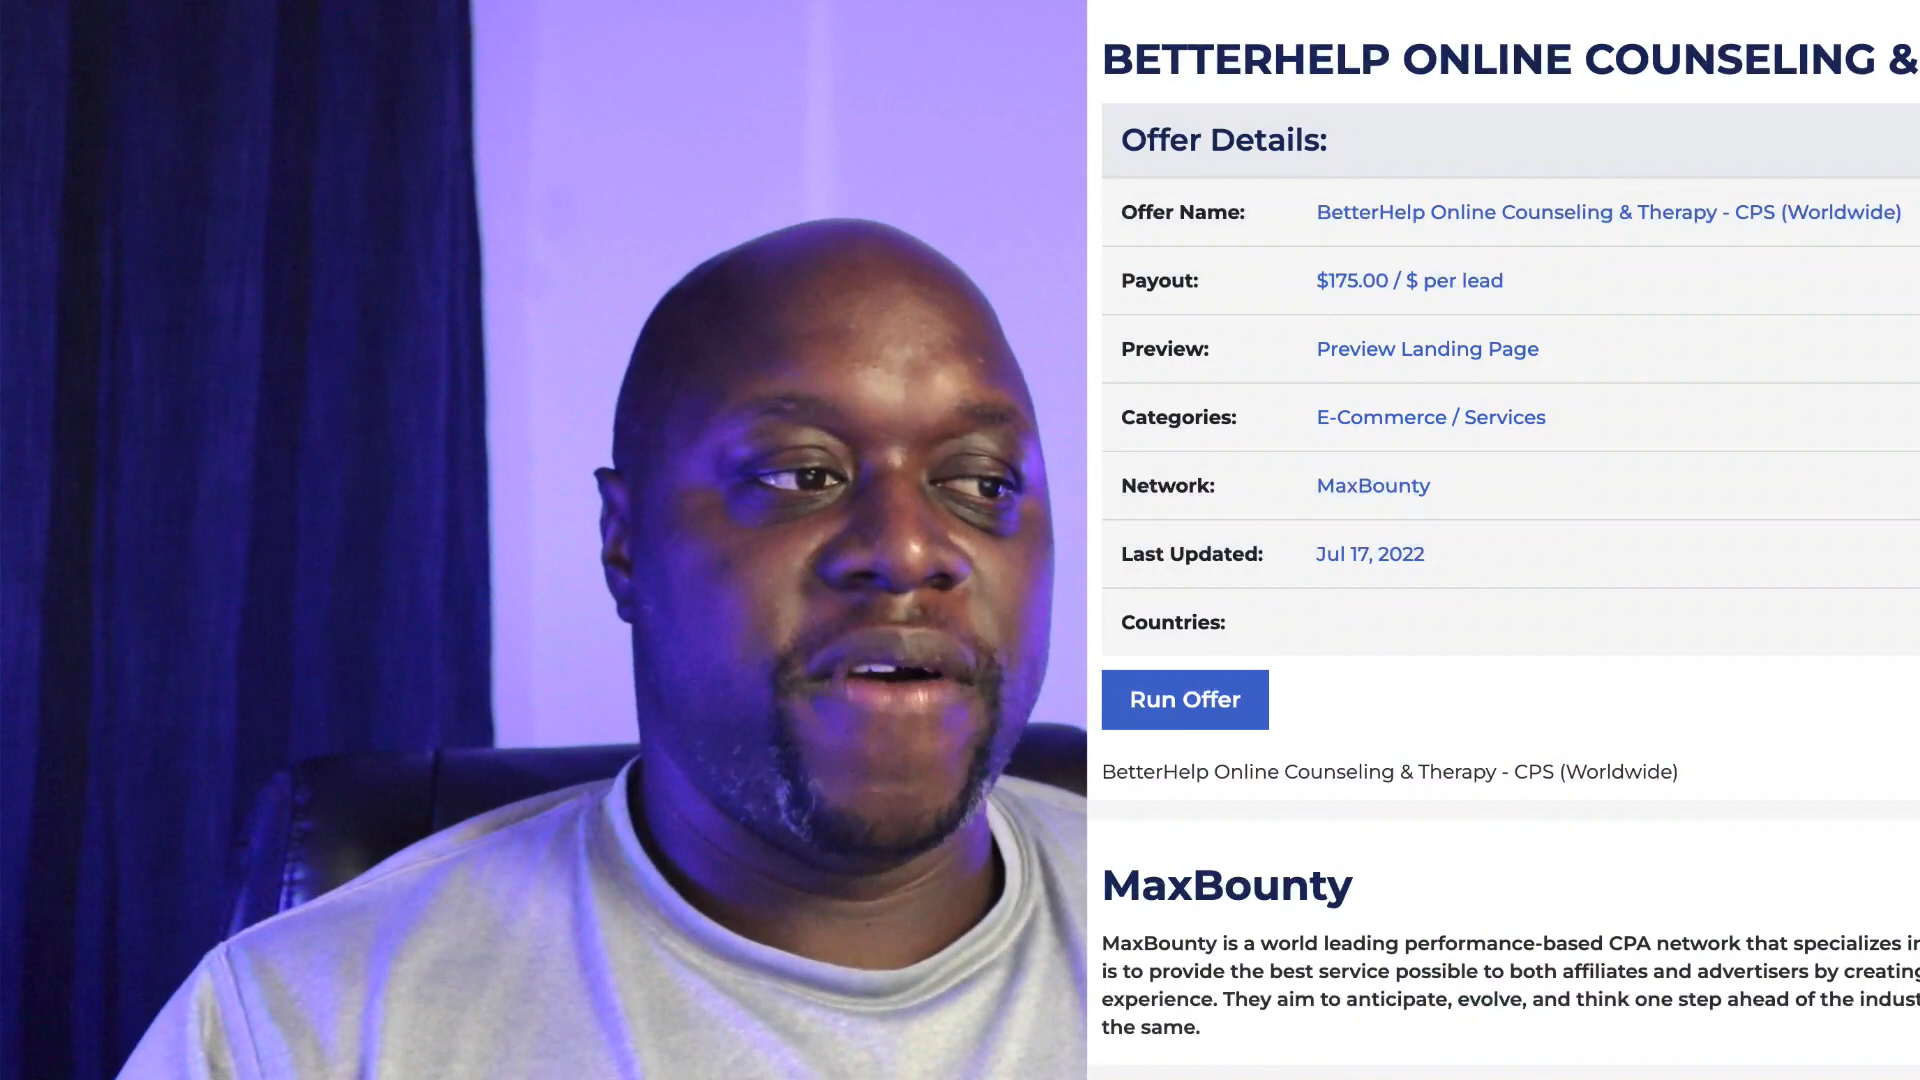 BETTERHELP ONLINE COUNSELING &
Offer Details:
Offer Name: BetterHelp Online Counseling & Therapy - CPS (Worldwide)
Payout: $175.00 / $ per lead
Preview: Preview Landing Page
Categories: E-Commerce / Services
Network: MaxBounty
Last Updated: Jul 17, 2022
Countries:
Run Offer
BetterHelp Online Counseling & Therapy - CPS (Worldwide)
MaxBounty
MaxBounty is a world leading performance-based CPA network that specializes
is to provide the best service possible to both affiliates and advertisers by creating
experience. They aim to anticipate, evolve, and think one step ahead of the
the same.